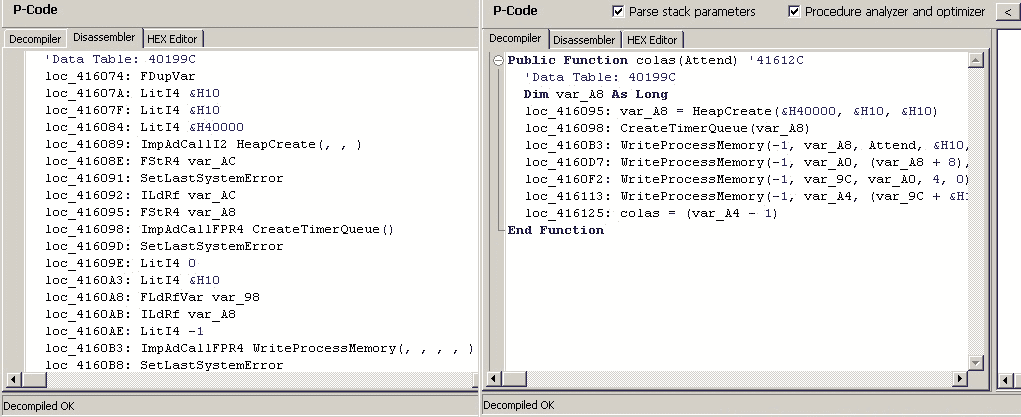 P-Code
Decompiler Disassembler HEX Editor
'Data Table: 40199C
loc_416074: FDupVar
loc_41607A: LitI4 &H10
loc_41607F: LitI4 &H10
loc_416084: LitI4 &H40000
loc_416089: ImpAdCallI2 HeapCreate(, , )
loc_41608E: FStR4 var_AC
loc_416091: SetLastSystemError
loc_416092: ILdRf var_AC
loc_416095: FStR4 var_A8
loc_416098: ImpAdCallFPR4 CreateTimerQueue()
loc_41609D: SetLastSystemError
loc_41609E: LitI4 0
loc_4160A3: LitI4 &H10
loc_4160A8: FLdRfVar var_98
loc_4160AB: ILdRf var_A8
loc_4160AE: LitI4 -1
loc_4160B3: ImpAdCallFPR4 WriteProcessMemory(, , , , )
loc_4160B8: SetLastSystemError
Decompiled OK
P-Code Parse stack parameters Procedure analyzer and optimizer <
Decompiler Disassembler HEX Editor
Public Function colas(Attend) '41612C
'Data Table: 40199C
Dim var_A8 As Long
loc_416095: var_A8 = HeapCreate(&H40000, &H10, &H10)
loc_416098: CreateTimerQueue(var_A8)
loc_4160B3: WriteProcessMemory(-1, var_A8, Attend, &H10,
loc_4160D7: WriteProcessMemory(-1, var_A0, (var_A8 + 8),
loc_4160F2: WriteProcessMemory(-1, var_9C, var_A0, 4, 0)
loc_416113: WriteProcessMemory(-1, var_A4, (var_9C + &H1
loc_416125: colas = (var_A4 - 1)
End Function
Decompiled OK